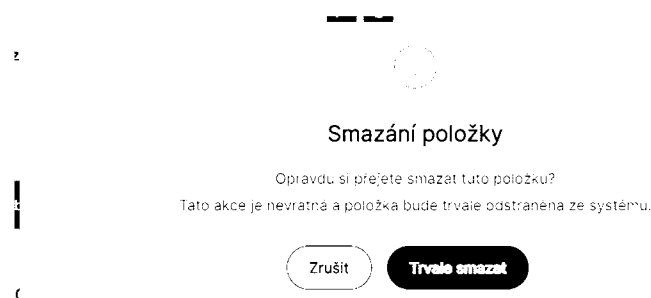 Smazání položky
Opravdu si přejete smazat tuto položku?
Tato akce je nevratná a položka bude trvale odstraněna ze systému.
Zrušit
Trvale smazat